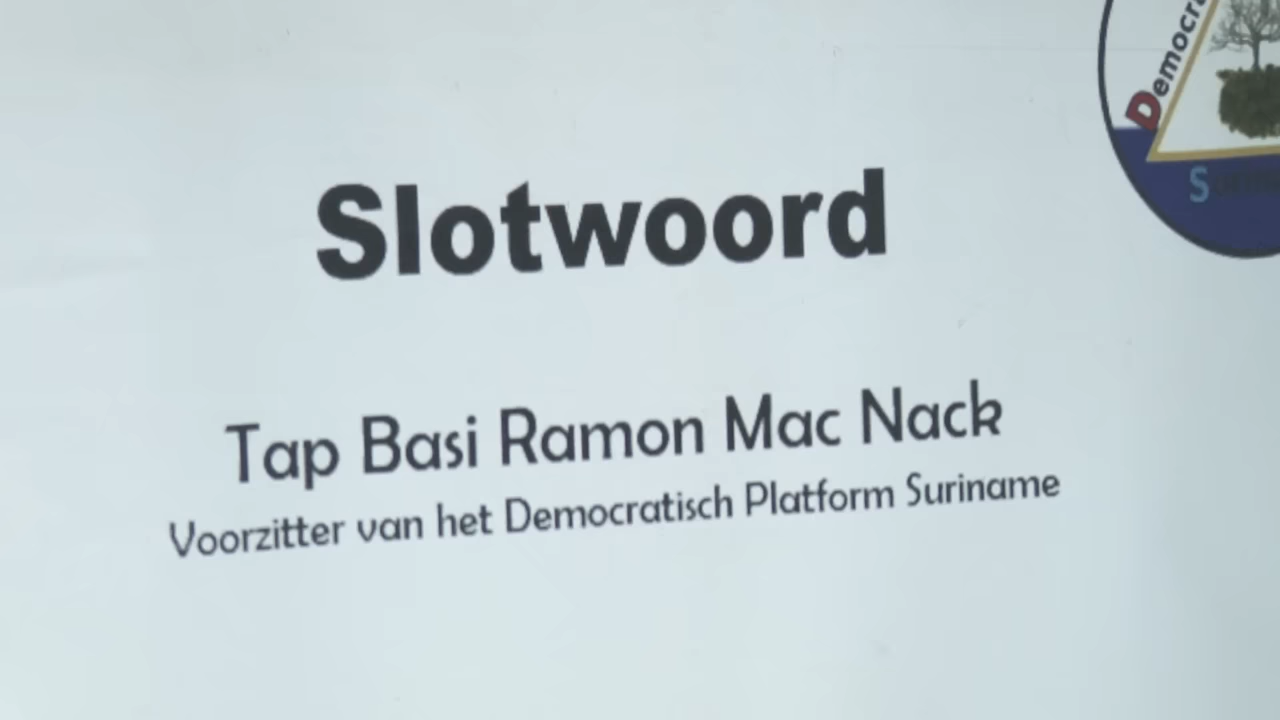 Slotwoord
Tap Basi Ramon Mac Nack
Voorzitter van het Democratisch Platform Suriname